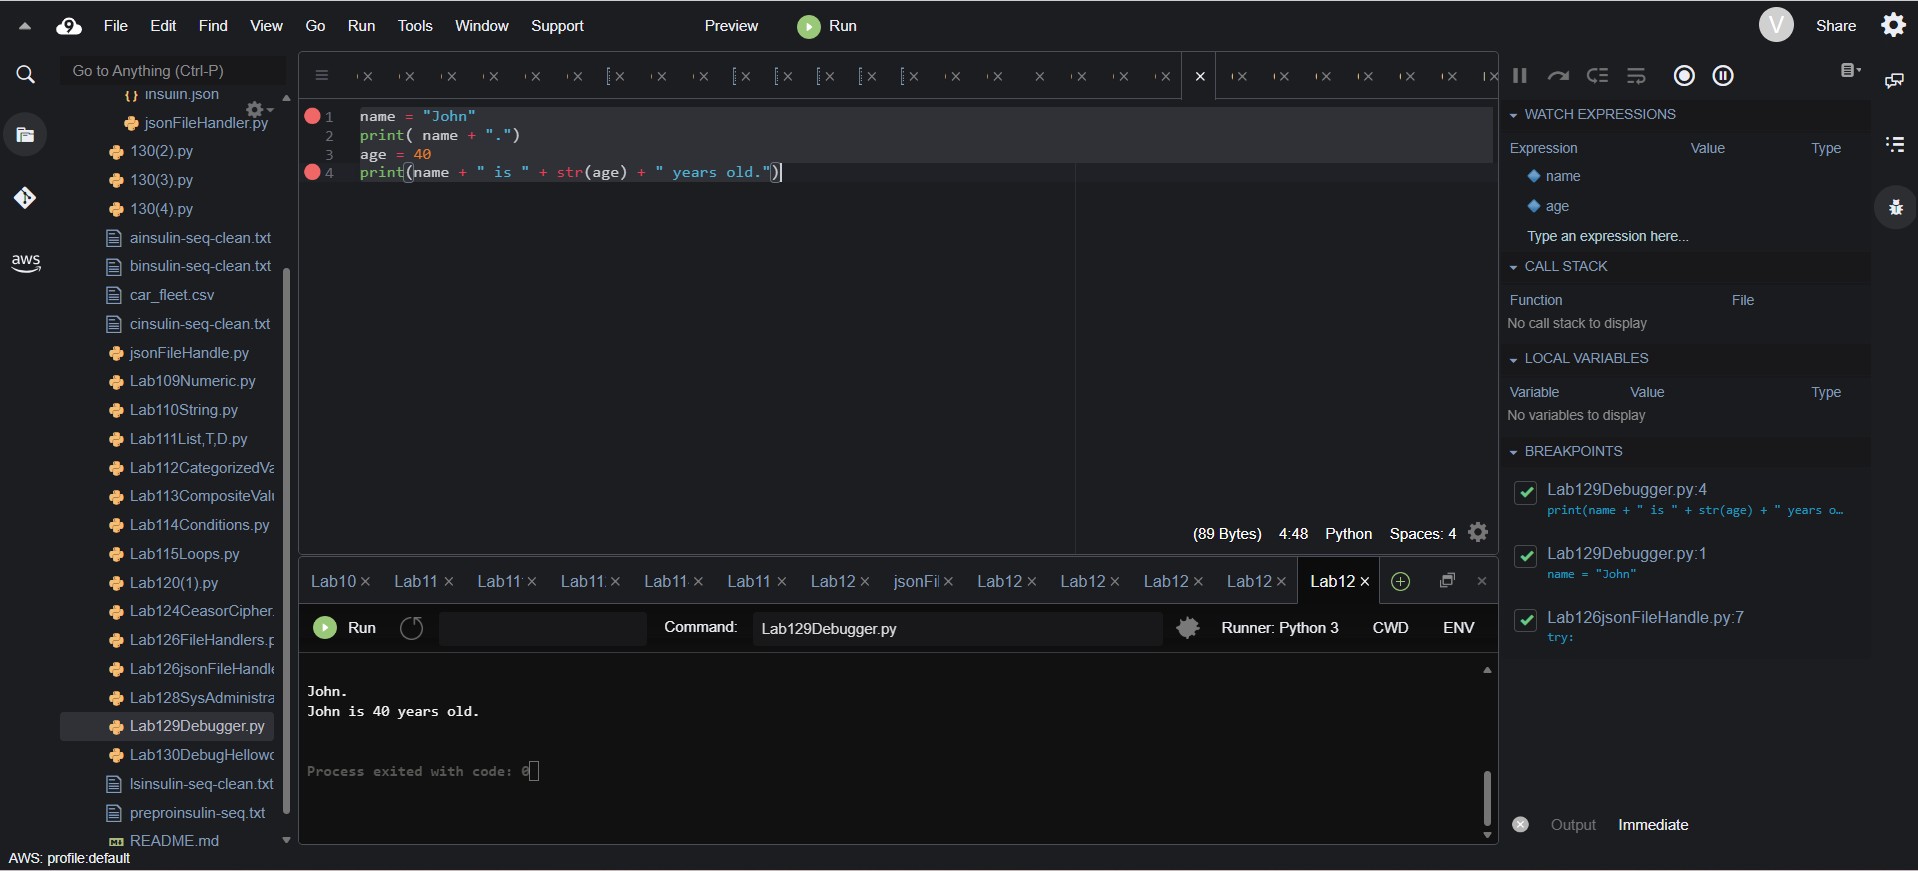 File Edit Find View Go Run Tools Window Support Preview Run V Share
Go to Anything (Ctrl-P)
insulin.json
jsonFileHandler.py
130(2).py
130(3).py
130(4).py
ainsulin-seq-clean.txt
binsulin-seq-clean.txt
car_fleet.csv
cinsulin-seq-clean.txt
jsonFileHandle.py
Lab109Numeric.py
Lab110String.py
Lab111List,T,D.py
Lab112CategorizedVa
Lab113CompositeValu
Lab114Conditions.py
Lab115Loops.py
Lab120(1).py
Lab124CeasorCipher.
Lab126FileHandlers.p
Lab126jsonFileHandle
Lab128SysAdministra
Lab129Debugger.py
Lab130DebugHellowo
lsinsulin-seq-clean.txt
preproinsulin-seq.txt
README.md
aws
AWS: profile:default
1 name = "John"
2 print( name + ".")
3 age = 40
4 print(name + " is " + str(age) + " years old.")
(89 Bytes) 4:48 Python Spaces: 4
Lab10 Lab11 Lab11 Lab11. Lab11 Lab11 Lab12 jsonFil Lab12 Lab12 Lab12 Lab12 Lab12
Run Command: Lab129Debugger.py Runner: Python 3 CWD ENV
John.
John is 40 years old.
Process exited with code: 0
WATCH EXPRESSIONS
Expression Value Type
name
age
Type an expression here...
CALL STACK
Function File
No call stack to display
LOCAL VARIABLES
Variable Value Type
No variables to display
BREAKPOINTS
Lab129Debugger.py:4
print(name + " is " + str(age) + " years o…
Lab129Debugger.py:1
name = "John"
Lab126jsonFileHandle.py:7
try:
Output Immediate